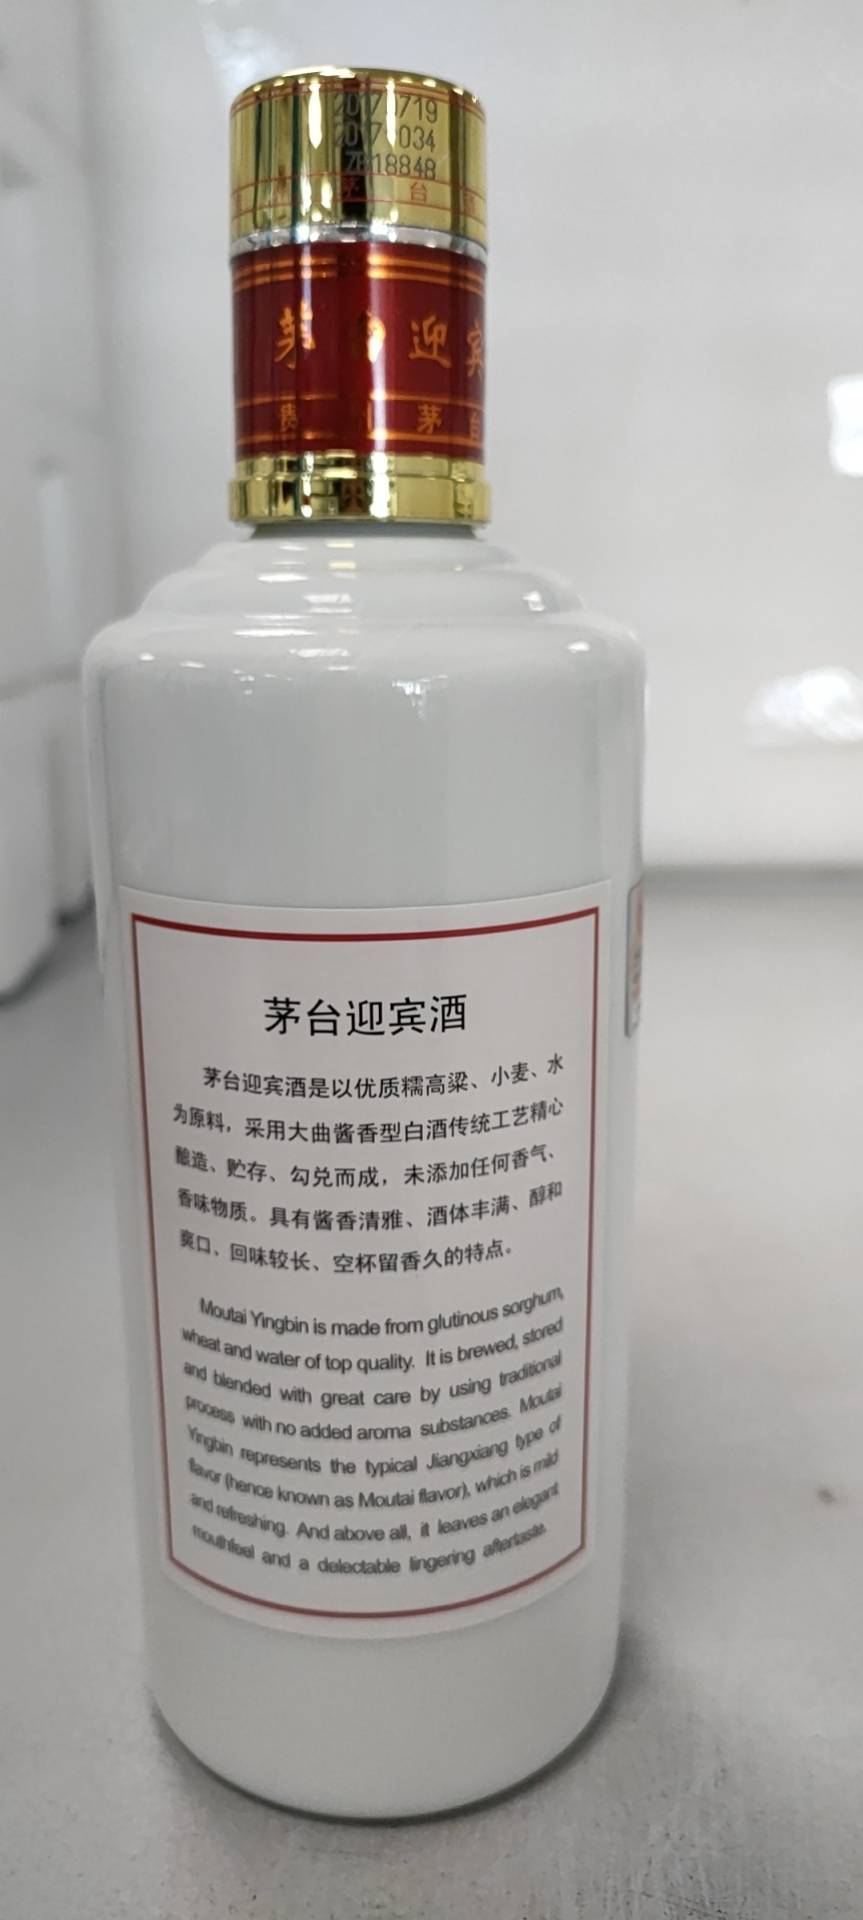 719
034
18848
茅 台
茅 迎 宾
贵 茅 台
茅台迎宾酒
茅台迎宾酒是以优质糯高粱、小麦、水
为原料，采用大曲酱香型白酒传统工艺精心
酿造、贮存、勾兑而成，未添加任何香气、
香味物质。具有酱香清雅、酒体丰满、醇和
爽口、回味较长、空杯留香久的特点。
Moutai Yingbin is made from glutinous sorghum,
wheat and water of top quality. It is brewed, stored
and blended with great care by using traditional
process with no added aroma substances. Moutai
Yingbin represents the typical Jiangxiang type of
flavor (hence known as Moutai flavor), which is mild
and refreshing. And above all, it leaves an elegant
mouthfeel and a delectable lingering aftertaste.